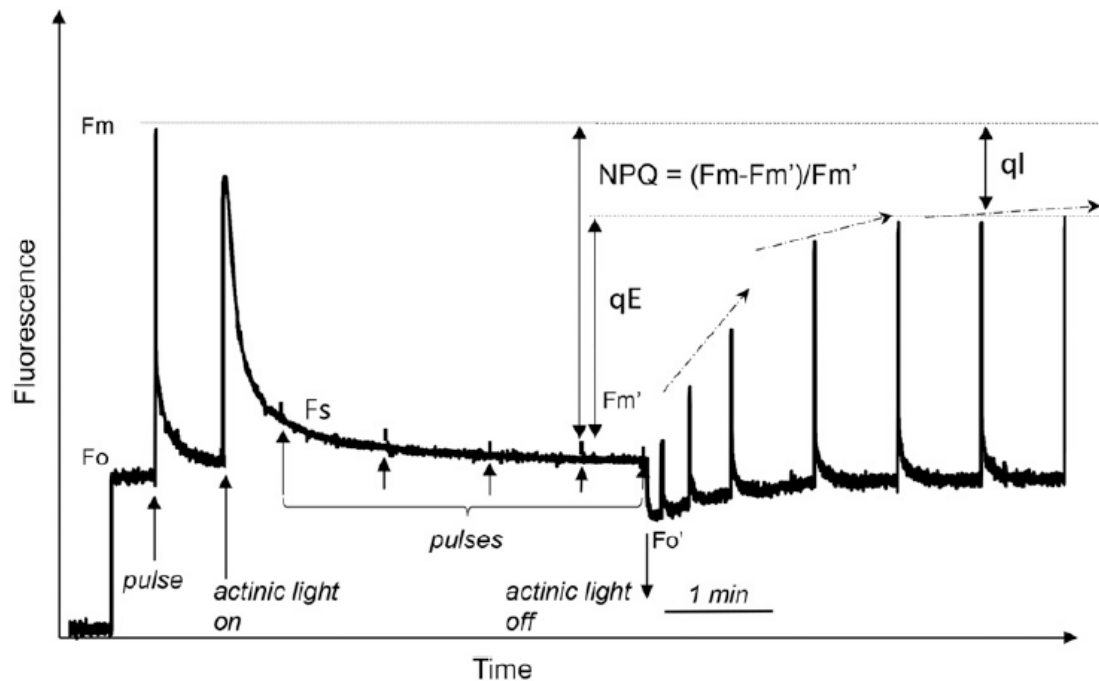 Fm
NPQ = (Fm-Fm')/Fm'
qI
qE
Fluorescence
Fs
Fm'
Fo
Fo'
pulse
pulses
actinic light
on
actinic light
off
1 min
Time